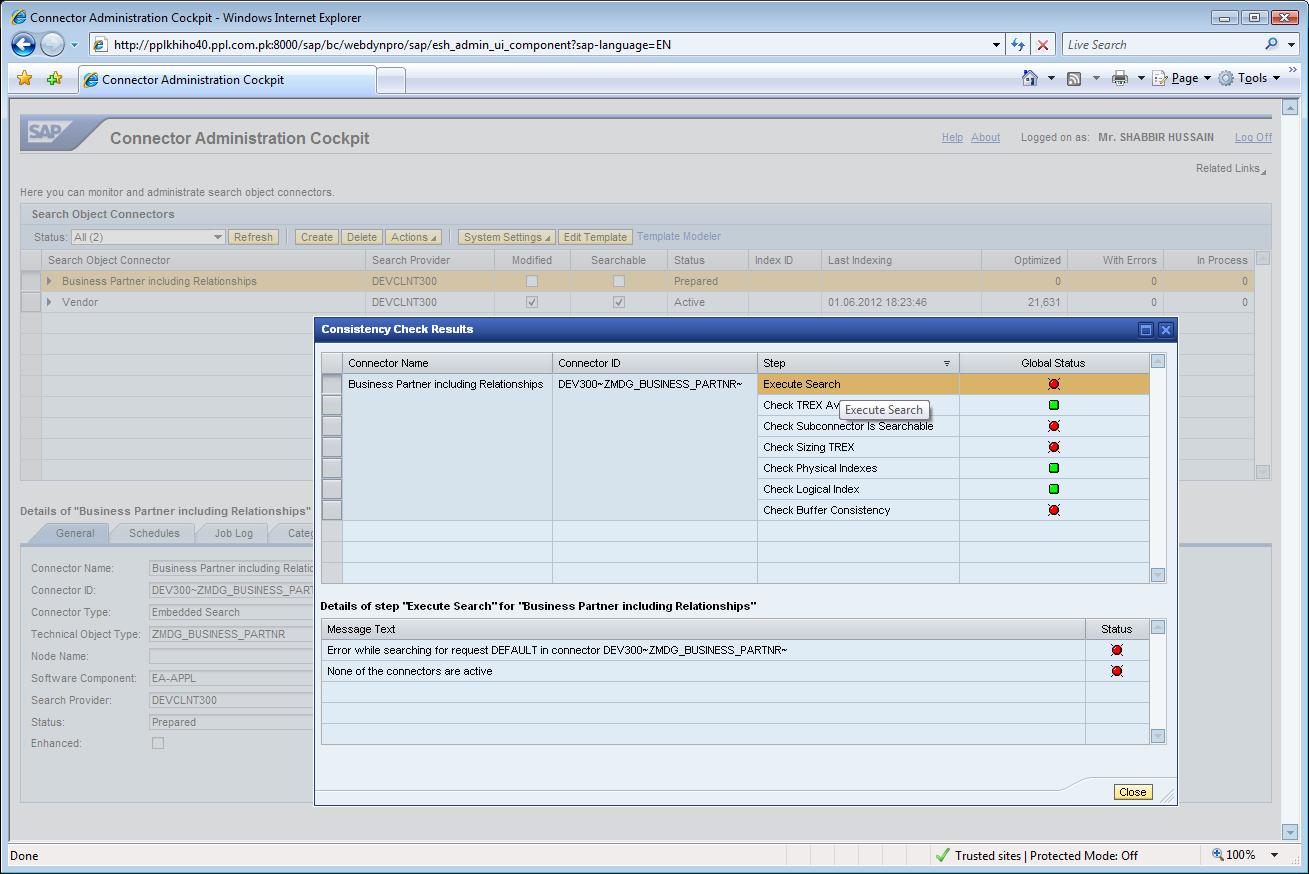 Connector Administration Cockpit - Windows Internet Explorer
http://pplkhiho40.ppl.com.pk:8000/sap/bc/webdynpro/sap/esh_admin_ui_component?sap-language=EN
Live Search
Connector Administration Cockpit
Page
Tools
SAP
Connector Administration Cockpit
Help About Logged on as: Mr. SHABBIR HUSSAIN Log Off
Related Links
Here you can monitor and administrate search object connectors.
Search Object Connectors
Status: All (2) Refresh Create Delete Actions System Settings Edit Template Template Modeler
Search Object Connector Search Provider Modified Searchable Status Index ID Last Indexing Optimized With Errors In Process
Business Partner including Relationships DEVCLNT300 Prepared 0 0 0
Vendor DEVCLNT300 Active 01.06.2012 18:23:46 21,631 0 0
Consistency Check Results
Connector Name Connector ID Step Global Status
Business Partner including Relationships DEV300~ZMDG_BUSINESS_PARTNR~ Execute Search
Check TREX Av
Execute Search
Check Subconnector Is Searchable
Check Sizing TREX
Check Physical Indexes
Check Logical Index
Check Buffer Consistency
Details of step "Execute Search" for "Business Partner including Relationships"
Message Text Status
Error while searching for request DEFAULT in connector DEV300~ZMDG_BUSINESS_PARTNR~
None of the connectors are active
Close
Details of "Business Partner including Relationships"
General Schedules Job Log Categ
Connector Name: Business Partner including Relatio
Connector ID: DEV300~ZMDG_BUSINESS_PART
Connector Type: Embedded Search
Technical Object Type: ZMDG_BUSINESS_PARTNR
Node Name:
Software Component: EA-APPL
Search Provider: DEVCLNT300
Status: Prepared
Enhanced:
Done
Trusted sites | Protected Mode: Off
100%